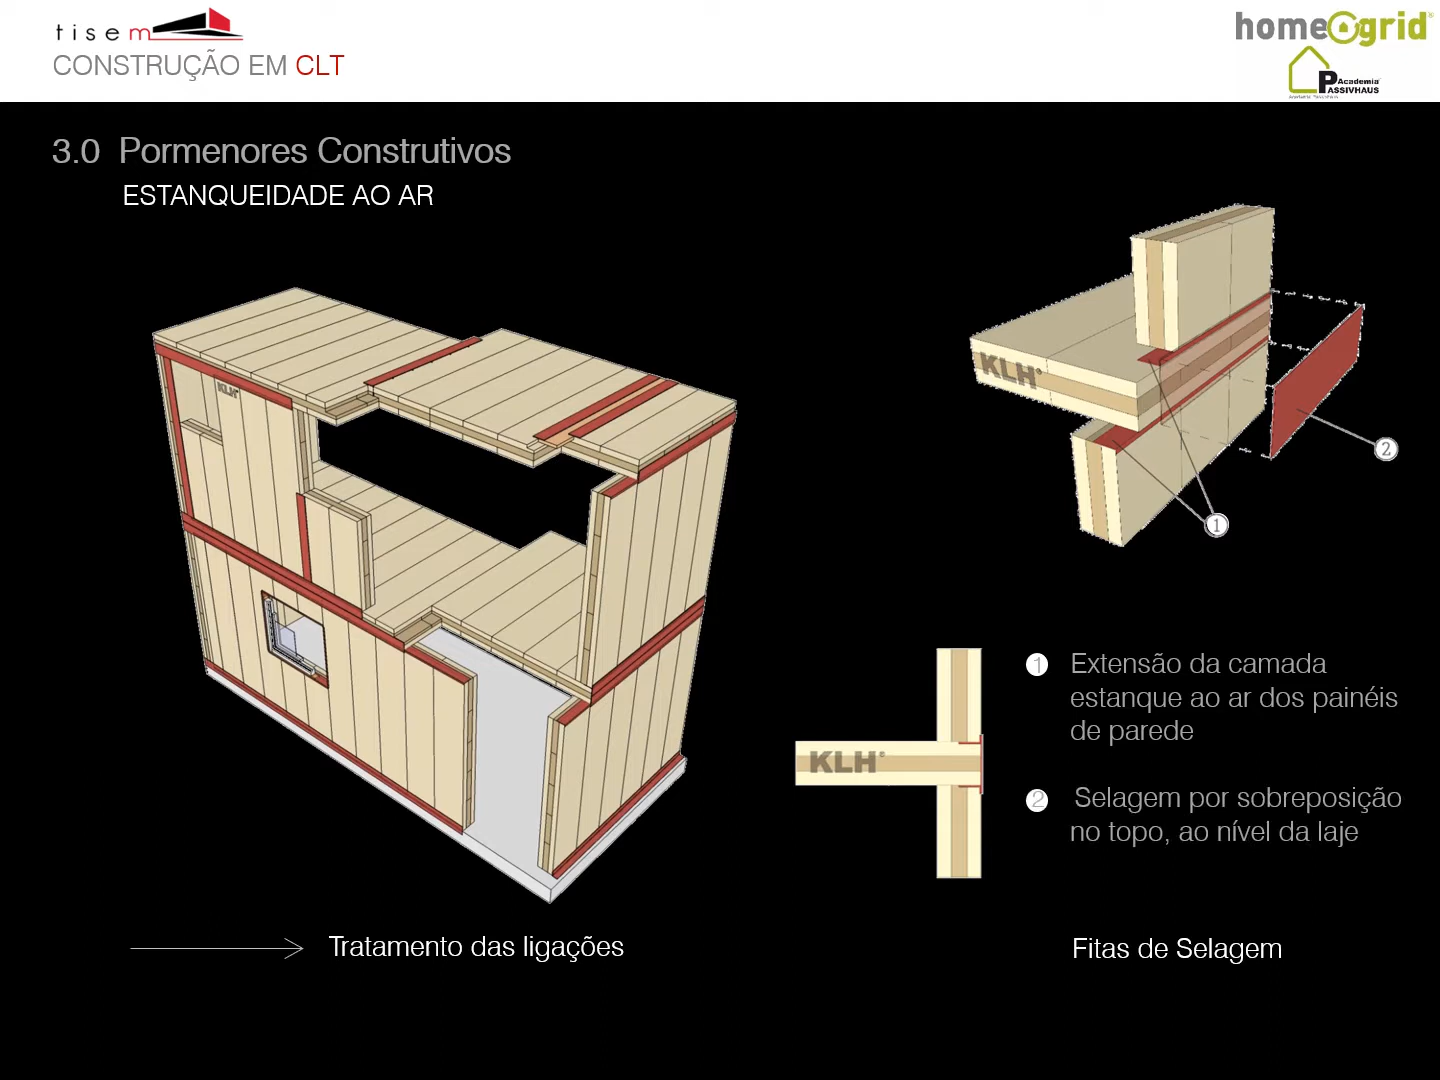 tisem
CONSTRUÇÃO EM CLT
homegrid®
Academia
PASSIVHAUS
3.0 Pormenores Construtivos
ESTANQUEIDADE AO AR
KLH®
KLH®
2
1
KLH®
1 Extensão da camada
estanque ao ar dos painéis
de parede
2 Selagem por sobreposição
no topo, ao nível da laje
Tratamento das ligações
Fitas de Selagem